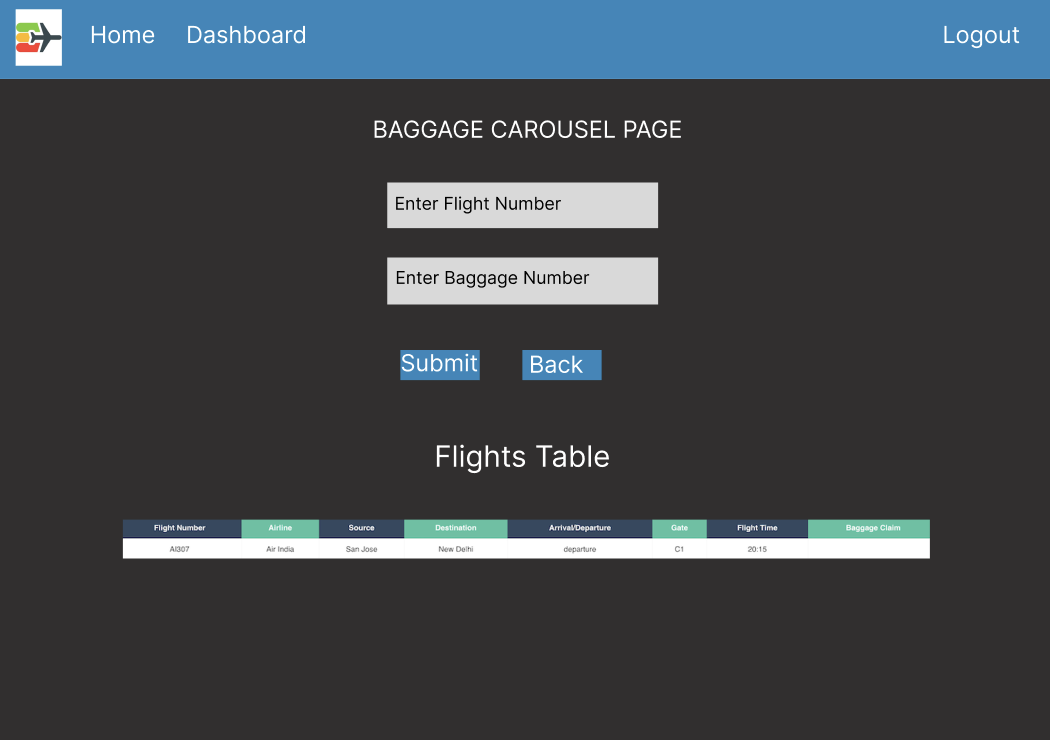 Home Dashboard Logout
BAGGAGE CAROUSEL PAGE
Enter Flight Number
Enter Baggage Number
Submit Back
Flights Table
Flight Number Airline Source Destination Arrival/Departure Gate Flight Time Baggage Claim
AI307 Air India San Jose New Delhi departure C1 20:15